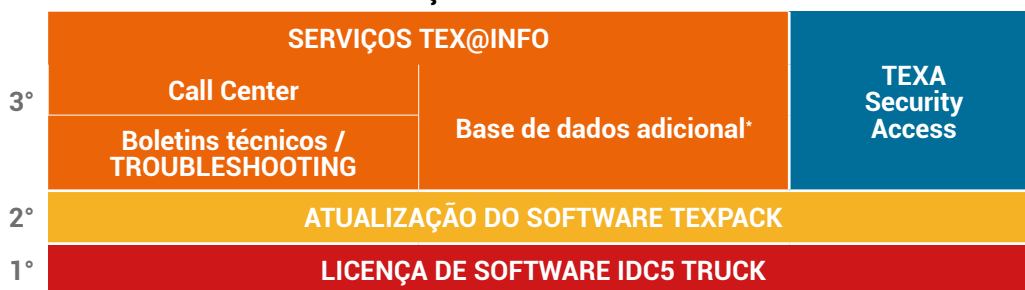 SERVIÇOS TEX@INFO
3°
Call Center
Boletins técnicos /
TROUBLESHOOTING
Base de dados adicional*
TEXA
Security
Access
2°
ATUALIZAÇÃO DO SOFTWARE TEXPACK
1°
LICENÇA DE SOFTWARE IDC5 TRUCK